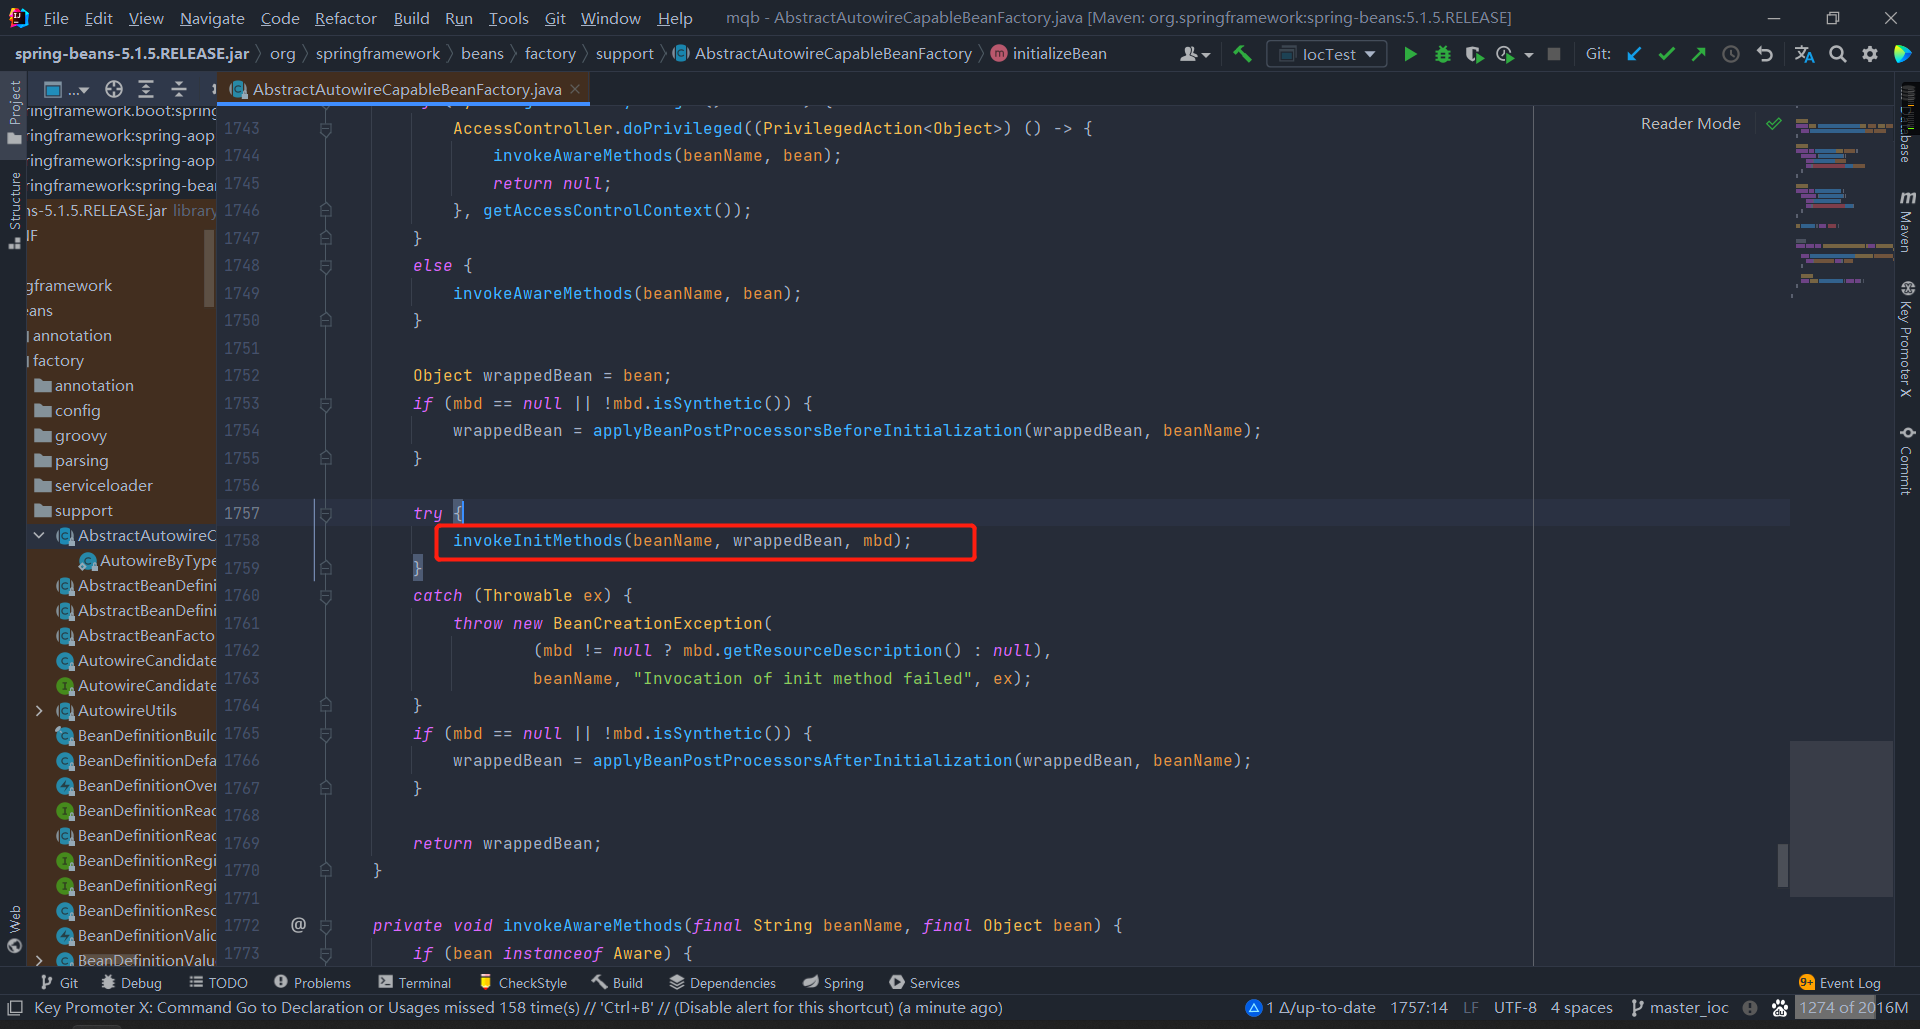 File Edit View Navigate Code Refactor Build Run Tools Git Window Help mqb - AbstractAutowireCapableBeanFactory.java [Maven: org.springframework:spring-beans:5.1.5.RELEASE]
spring-beans-5.1.5.RELEASE.jar org springframework beans factory support AbstractAutowireCapableBeanFactory initializeBean IocTest Git:
... AbstractAutowireCapableBeanFactory.java
Project
Structure
Web
ringframework.boot:spring
ringframework:spring-aop
ringframework:spring-aop
ringframework:spring-bear
ns-5.1.5.RELEASE.jar library
IF
gframework
eans
annotation
factory
annotation
config
groovy
parsing
serviceloader
support
AbstractAutowireC
AutowireByType
AbstractBeanDefini
AbstractBeanDefini
AbstractBeanFacto
AutowireCandidate
AutowireCandidate
AutowireUtils
BeanDefinitionBuild
BeanDefinitionDefa
BeanDefinitionOver
BeanDefinitionReac
BeanDefinitionReac
BeanDefinitionRegi
BeanDefinitionRegi
BeanDefinitionResc
BeanDefinitionValid
BeanDefinitionValu
Reader Mode
1743 AccessController.doPrivileged((PrivilegedAction<Object>) () -> {
1744 invokeAwareMethods(beanName, bean);
1745 return null;
1746 }, getAccessControlContext());
1747 }
1748 else {
1749 invokeAwareMethods(beanName, bean);
1750 }
1751
1752 Object wrappedBean = bean;
1753 if (mbd == null || !mbd.isSynthetic()) {
1754 wrappedBean = applyBeanPostProcessorsBeforeInitialization(wrappedBean, beanName);
1755 }
1756
1757 try {
1758 invokeInitMethods(beanName, wrappedBean, mbd);
1759 }
1760 catch (Throwable ex) {
1761 throw new BeanCreationException(
1762 (mbd != null ? mbd.getResourceDescription() : null),
1763 beanName, "Invocation of init method failed", ex);
1764 }
1765 if (mbd == null || !mbd.isSynthetic()) {
1766 wrappedBean = applyBeanPostProcessorsAfterInitialization(wrappedBean, beanName);
1767 }
1768
1769 return wrappedBean;
1770 }
1771
1772 @ private void invokeAwareMethods(final String beanName, final Object bean) {
1773 if (bean instanceof Aware) {
Database
Maven
Key Promoter X
Commit
Git Debug TODO Problems Terminal CheckStyle Build Dependencies Spring Services 9+ Event Log
Key Promoter X: Command Go to Declaration or Usages missed 158 time(s) // 'Ctrl+B' // (Disable alert for this shortcut) (a minute ago) 1 Δ/up-to-date 1757:14 LF UTF-8 4 spaces master_ioc 1274 of 2016M